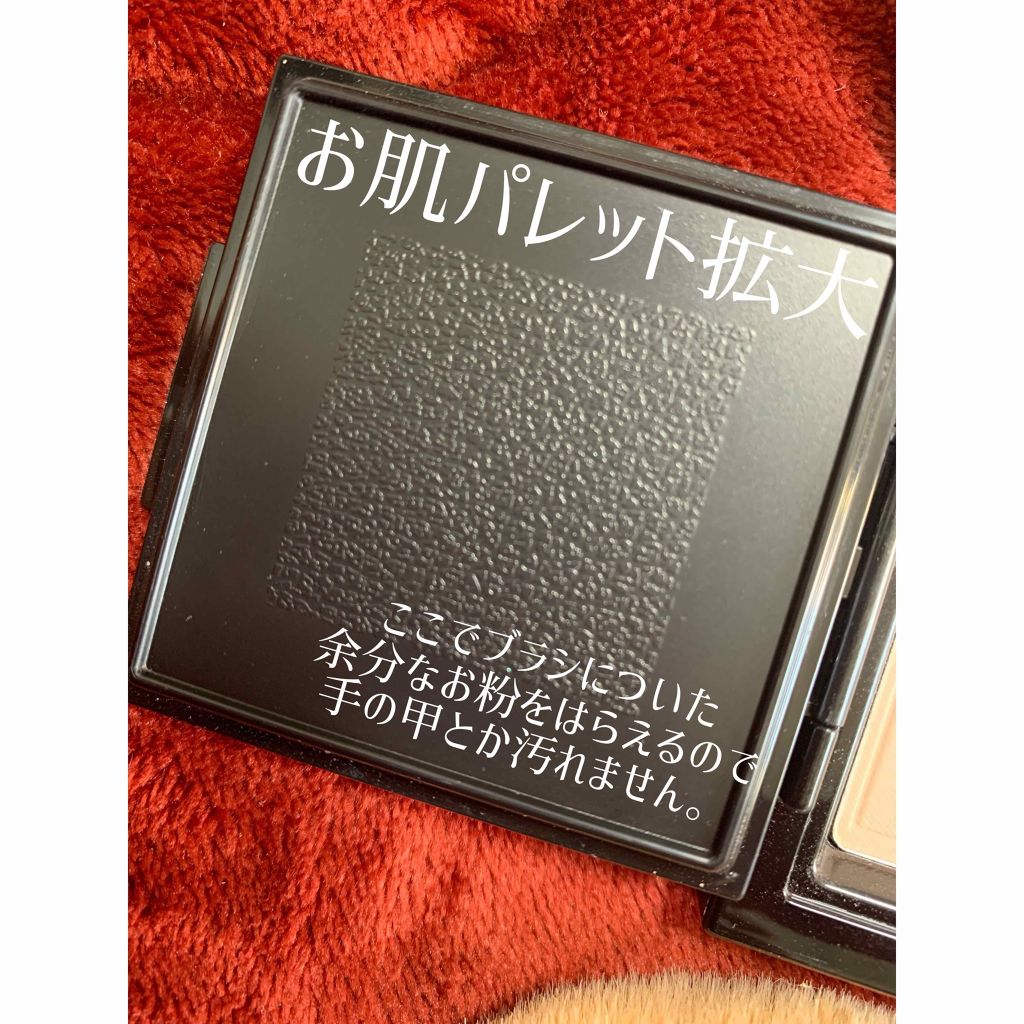 お肌パレット拡大
ここでブラシについた
余分なお粉をはらえるので
手の甲とか汚れません。